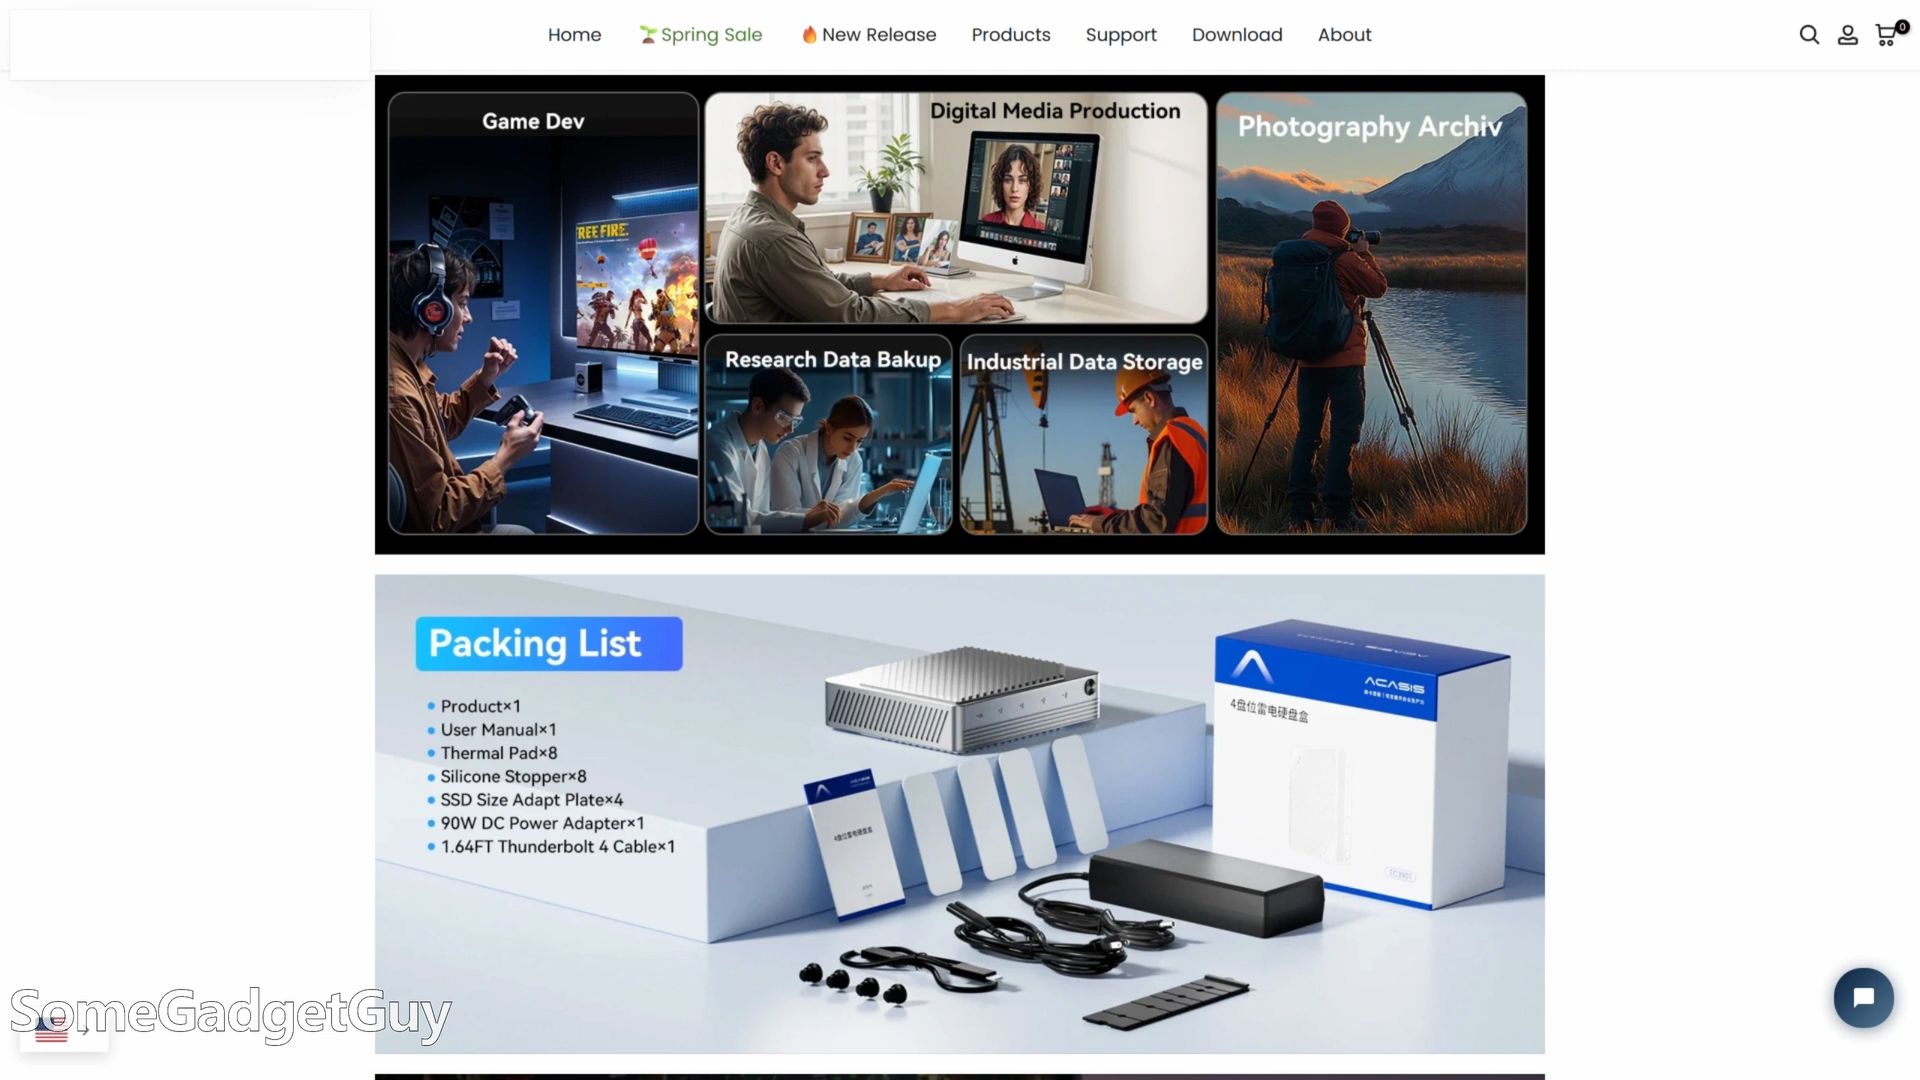 Home
Spring Sale
New Release
Products
Support
Download
About
0
Game Dev
Digital Media Production
Photography Archiv
REE FIRE
Research Data Bakup
Industrial Data Storage
Packing List
Product×1
User Manual×1
Thermal Pad×8
Silicone Stopper×8
SSD Size Adapt Plate×4
90W DC Power Adapter×1
1.64FT Thunderbolt 4 Cable×1
ACASIS
4盘位雷电硬盘盒
SomeGadgetGuy